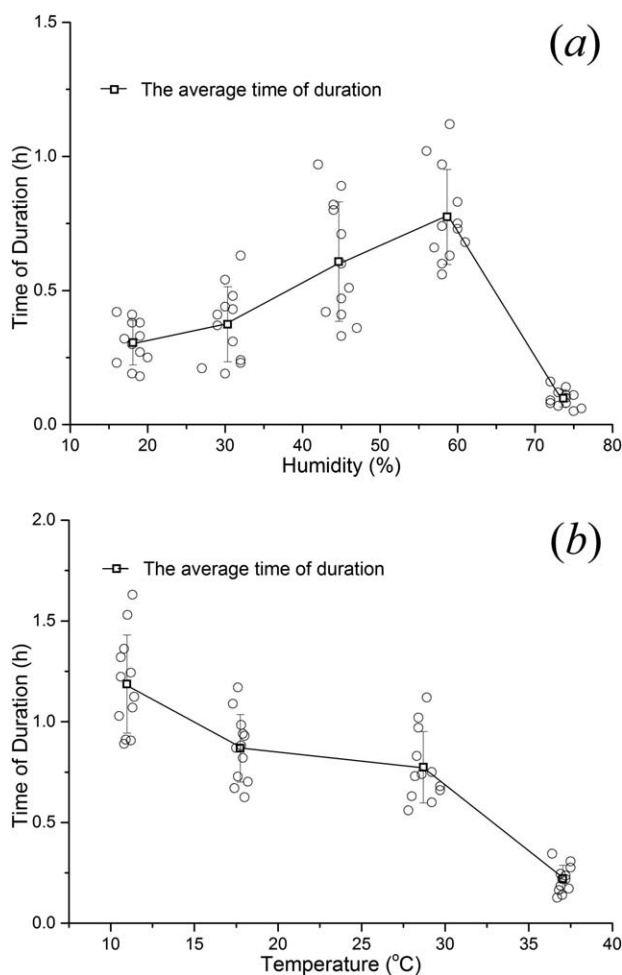 (a)
1.5
The average time of duration
1.0
0.5
0.0
Time of Duration (h)
10 20 30 40 50 60 70 80
Humidity (%)
(b)
2.0
The average time of duration
1.5
1.0
0.5
0.0
Time of Duration (h)
10 15 20 25 30 35 40
Temperature (°C)